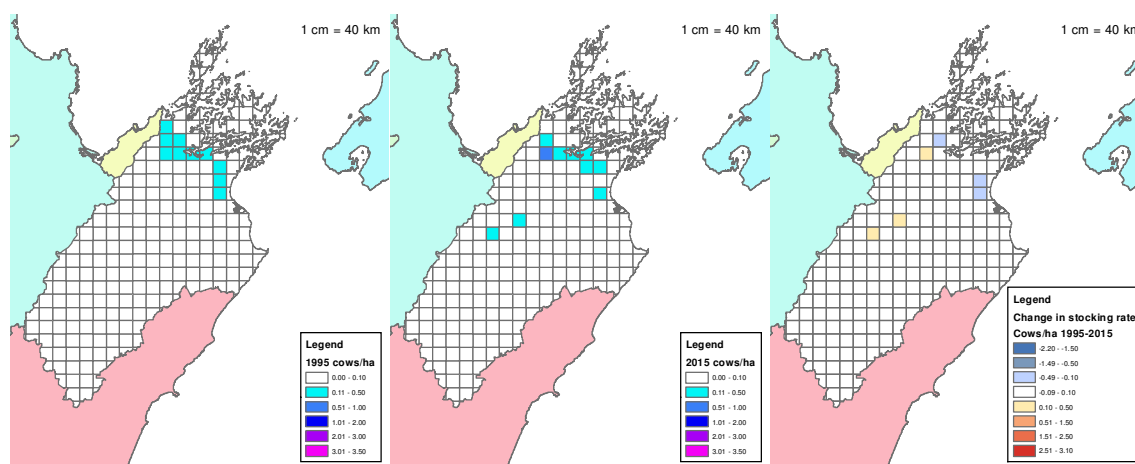 1 cm = 40 km
Legend
1995 cows/ha
0.00 - 0.10
0.11 - 0.50
0.51 - 1.00
1.01 - 2.00
2.01 - 3.00
3.01 - 3.50
1 cm = 40 km
Legend
2015 cows/ha
0.00 - 0.10
0.11 - 0.50
0.51 - 1.00
1.01 - 2.00
2.01 - 3.00
3.01 - 3.50
1 cm = 40 km
Legend
Change in stocking rate
Cows/ha 1995-2015
-2.20 - -1.50
-1.49 - -0.50
-0.49 - -0.10
-0.09 - 0.10
0.10 - 0.50
0.51 - 1.50
1.51 - 2.50
2.51 - 3.10